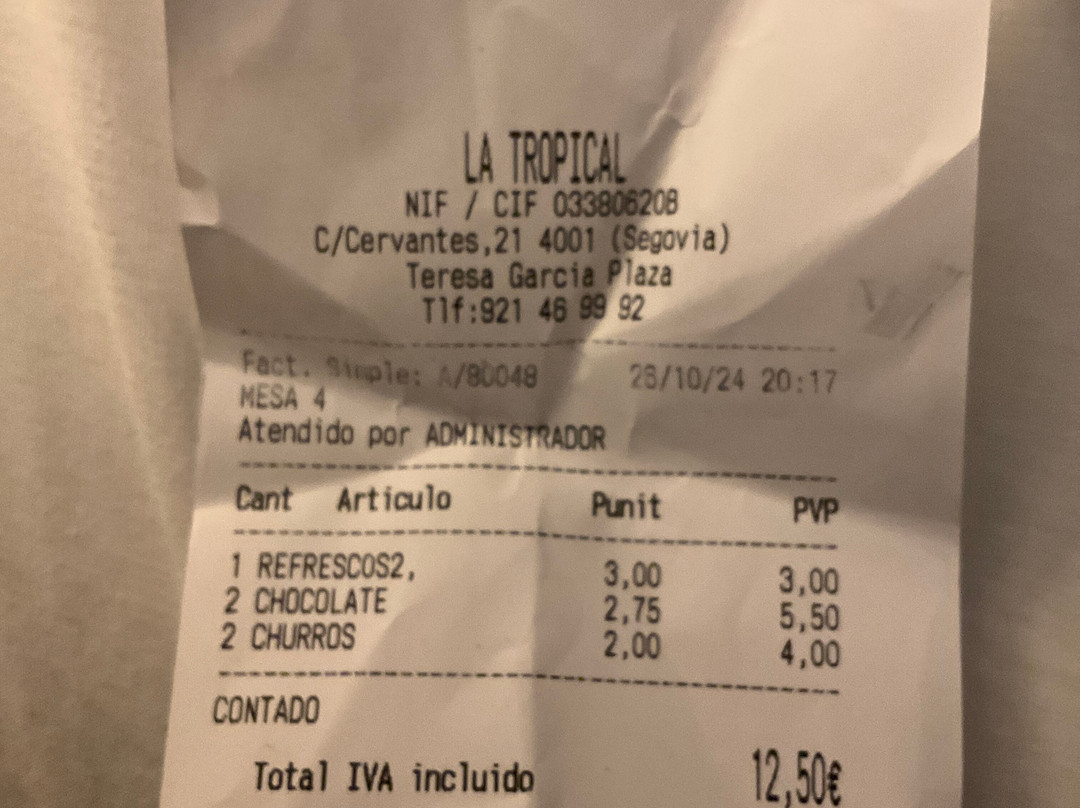 LA TROPICAL
NIF / CIF 033806208
C/Cervantes,21 4001 (Segovia)
Teresa Garcia Plaza
Tlf:921 46 99 92
Fact. Simple: A/80048 28/10/24 20:17
MESA 4
Atendido por ADMINISTRADOR
Cant Articulo Punit PVP
1 REFRESCOS2, 3,00 3,00
2 CHOCOLATE 2,75 5,50
2 CHURROS 2,00 4,00
CONTADO
Total IVA incluido 12,50€